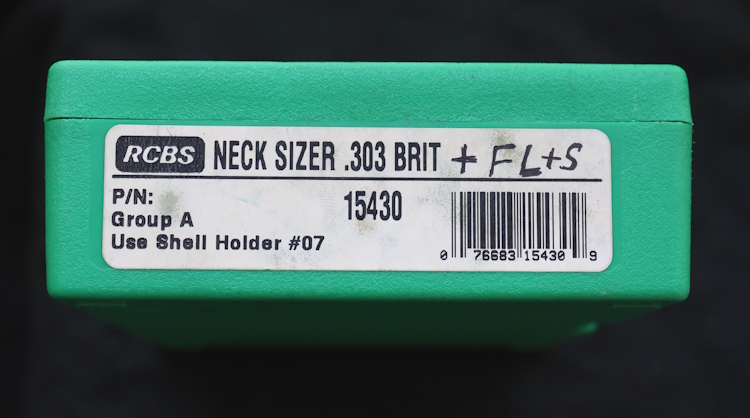 RCBS NECK SIZER .303 BRIT + FL+S
P/N: 15430
Group A
Use Shell Holder #07
0 76683 15430 9